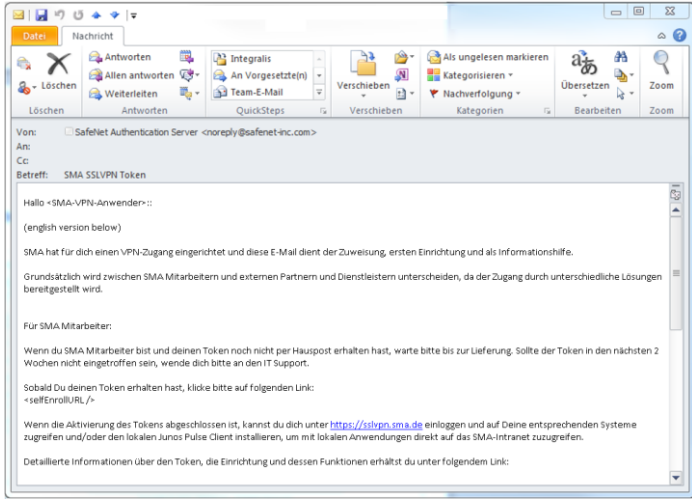 Datei Nachricht
Löschen
Löschen
Antworten
Allen antworten
Weiterleiten
Antworten
Integralis
An Vorgesetzte(n)
Team-E-Mail
QuickSteps
Verschieben
Verschieben
Als ungelesen markieren
Kategorisieren
Nachverfolgung
Kategorien
Übersetzen
Bearbeiten
Zoom
Zoom
Von: SafeNet Authentication Server <noreply@safenet-inc.com>
An:
Cc:
Betreff: SMA SSLVPN Token
Hallo <SMA-VPN-Anwender>::
(english version below)
SMA hat für dich einen VPN-Zugang eingerichtet und diese E-Mail dient der Zuweisung, ersten Einrichtung und als Informationshilfe.
Grundsätzlich wird zwischen SMA Mitarbeitern und externen Partnern und Dienstleistern unterscheiden, da der Zugang durch unterschiedliche Lösungen
bereitgestellt wird.
Für SMA Mitarbeiter:
Wenn du SMA Mitarbeiter bist und deinen Token noch nicht per Hauspost erhalten hast, warte bitte bis zur Lieferung. Sollte der Token in den nächsten 2
Wochen nicht eingetroffen sein, wende dich bitte an den IT Support.
Sobald Du deinen Token erhalten hast, klicke bitte auf folgenden Link:
<selfEnrollURL />
Wenn die Aktivierung des Tokens abgeschlossen ist, kannst du dich unter https://sslvpn.sma.de einloggen und auf Deine entsprechenden Systeme
zugreifen und/oder den lokalen Junos Pulse Client installieren, um mit lokalen Anwendungen direkt auf das SMA-Intranet zuzugreifen.
Detaillierte Informationen über den Token, die Einrichtung und dessen Funktionen erhältst du unter folgendem Link: